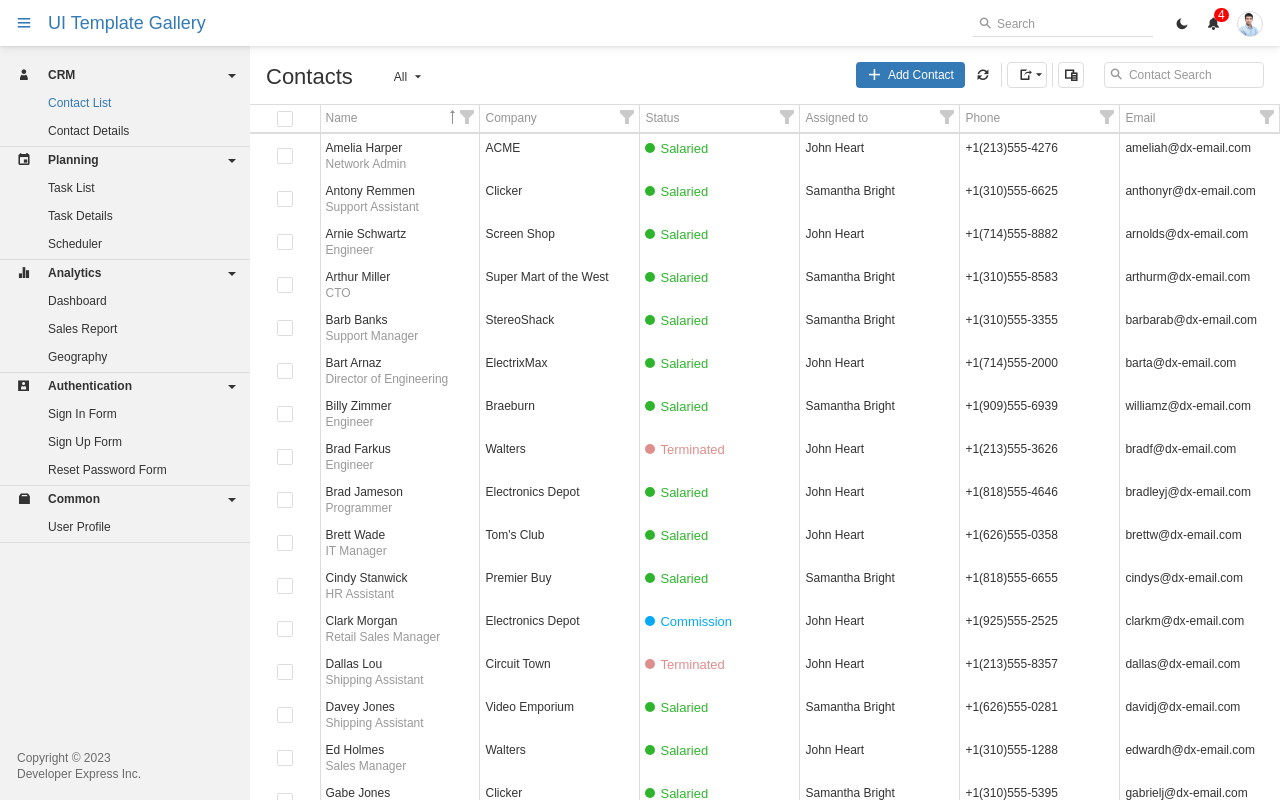 UI Template Gallery
Search
4
CRM
Contact List
Contact Details
Planning
Task List
Task Details
Scheduler
Analytics
Dashboard
Sales Report
Geography
Authentication
Sign In Form
Sign Up Form
Reset Password Form
Common
User Profile
Copyright © 2023
Developer Express Inc.
Contacts
All
Add Contact
Contact Search
Name Company Status Assigned to Phone Email
Amelia Harper ACME Salaried John Heart +1(213)555-4276 ameliah@dx-email.com
Network Admin
Antony Remmen Clicker Salaried Samantha Bright +1(310)555-6625 anthonyr@dx-email.com
Support Assistant
Arnie Schwartz Screen Shop Salaried John Heart +1(714)555-8882 arnolds@dx-email.com
Engineer
Arthur Miller Super Mart of the West Salaried Samantha Bright +1(310)555-8583 arthurm@dx-email.com
CTO
Barb Banks StereoShack Salaried Samantha Bright +1(310)555-3355 barbarab@dx-email.com
Support Manager
Bart Arnaz ElectrixMax Salaried John Heart +1(714)555-2000 barta@dx-email.com
Director of Engineering
Billy Zimmer Braeburn Salaried Samantha Bright +1(909)555-6939 williamz@dx-email.com
Engineer
Brad Farkus Walters Terminated John Heart +1(213)555-3626 bradf@dx-email.com
Engineer
Brad Jameson Electronics Depot Salaried John Heart +1(818)555-4646 bradleyj@dx-email.com
Programmer
Brett Wade Tom's Club Salaried John Heart +1(626)555-0358 brettw@dx-email.com
IT Manager
Cindy Stanwick Premier Buy Salaried Samantha Bright +1(818)555-6655 cindys@dx-email.com
HR Assistant
Clark Morgan Electronics Depot Commission John Heart +1(925)555-2525 clarkm@dx-email.com
Retail Sales Manager
Dallas Lou Circuit Town Terminated John Heart +1(213)555-8357 dallas@dx-email.com
Shipping Assistant
Davey Jones Video Emporium Salaried Samantha Bright +1(626)555-0281 davidj@dx-email.com
Shipping Assistant
Ed Holmes Walters Salaried John Heart +1(310)555-1288 edwardh@dx-email.com
Sales Manager
Gabe Jones Clicker Salaried Samantha Bright +1(310)555-5395 gabrielj@dx-email.com